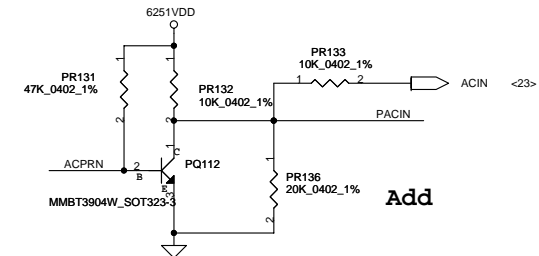 6251VDD
1
1
PR131
47K_0402_1%
2
PR132
10K_0402_1%
2
PR133
10K_0402_1%
1
2
ACIN
<23>
PACIN
1
C
ACPRN
2
B
PQ112
E
3
MMBT3904W_SOT323-3
1
PR136
20K_0402_1%
2
Add